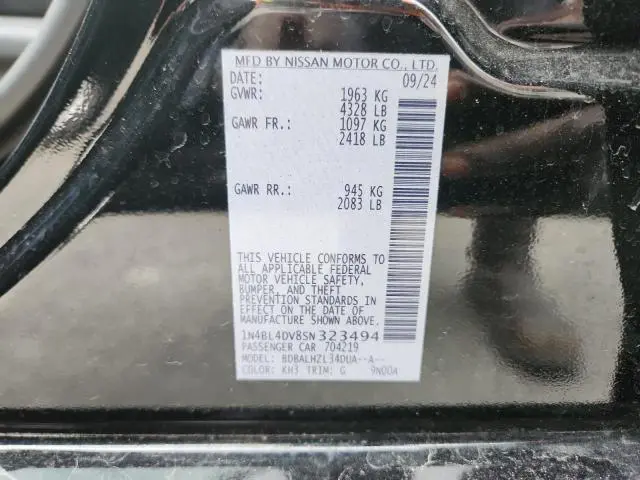 MFD BY NISSAN MOTOR CO., LTD.
DATE: 09/24
GVWR: 1963 KG
4328 LB
GAWR FR.: 1097 KG
2418 LB
GAWR RR.: 945 KG
2083 LB
THIS VEHICLE CONFORMS TO
ALL APPLICABLE FEDERAL
MOTOR VEHICLE SAFETY,
BUMPER, AND THEFT
PREVENTION STANDARDS IN
EFFECT ON THE DATE OF
MANUFACTURE SHOWN ABOVE.
1N4BL4DV8SN323494
PASSENGER CAR 704219
MODEL: BDBALHZL34DUA--A--
COLOR: KH3 TRIM: G 9N00A